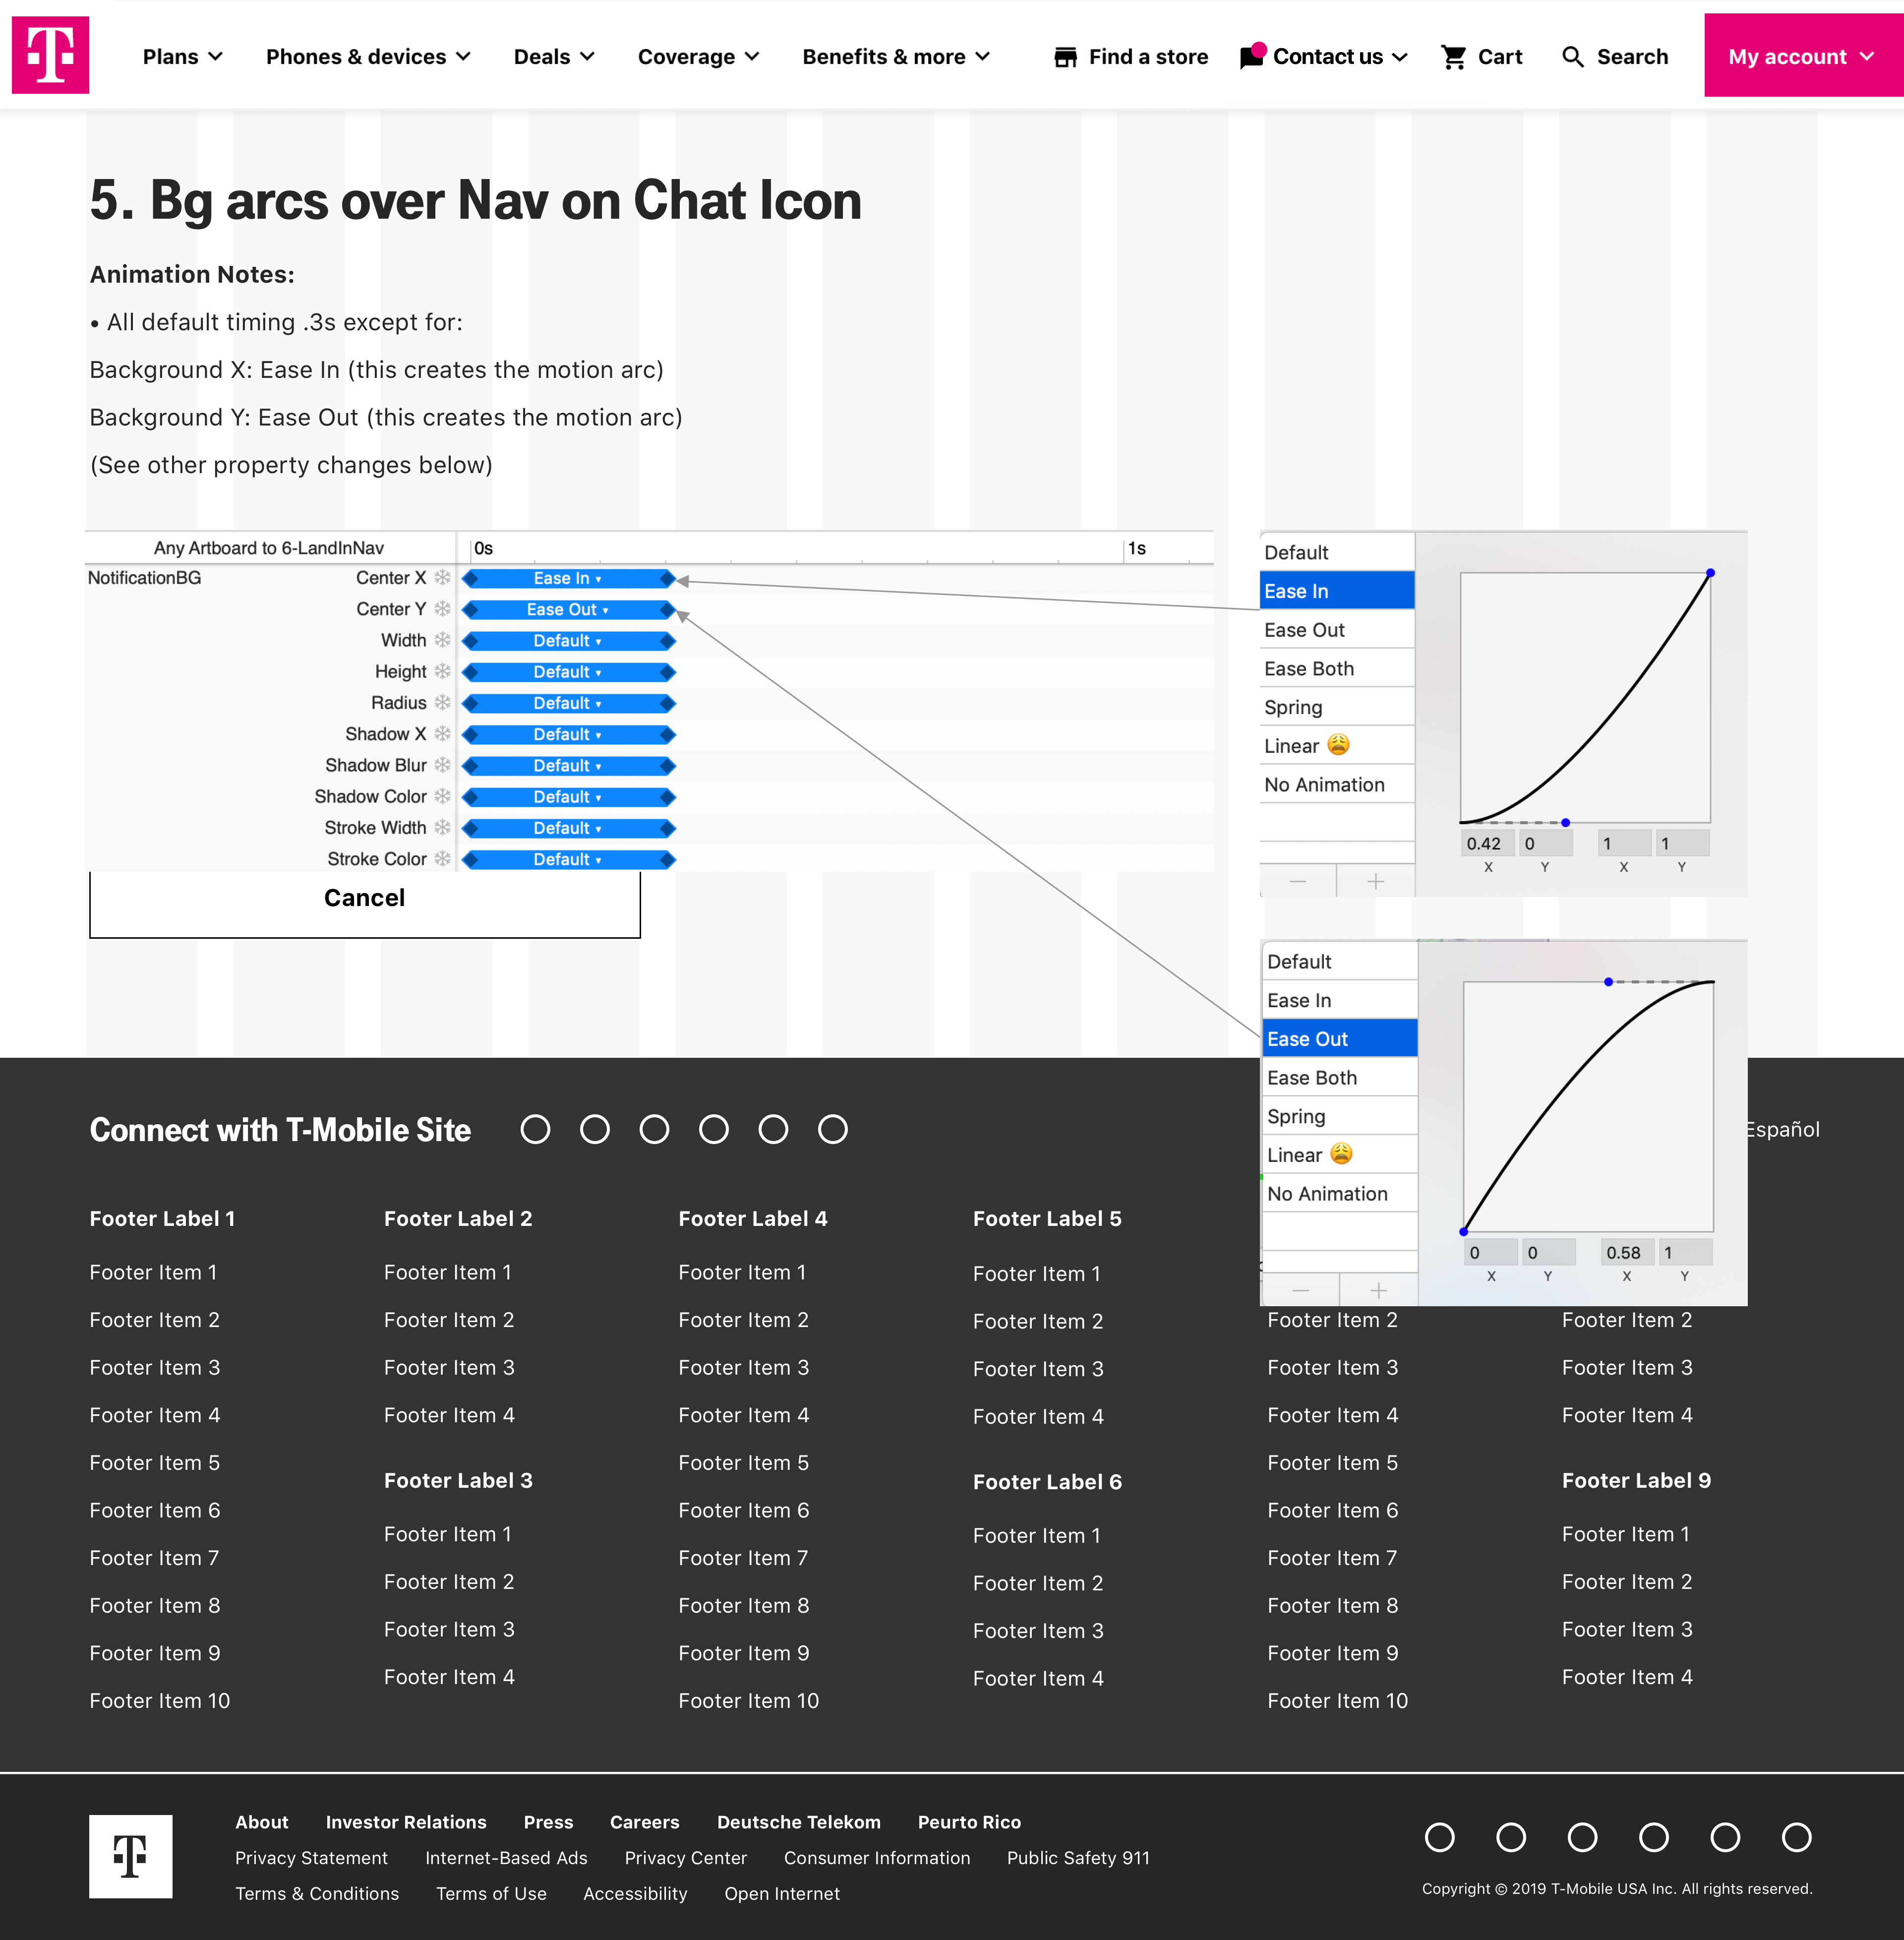 T
Plans
Phones & devices
Deals
Coverage
Benefits & more
Find a store
Contact us
Cart
Search
My account
5. Bg arcs over Nav on Chat Icon
Animation Notes:
• All default timing .3s except for:
Background X: Ease In (this creates the motion arc)
Background Y: Ease Out (this creates the motion arc)
(See other property changes below)
Any Artboard to 6-LandInNav
0s
1s
NotificationBG
Center X Ease In
Center Y Ease Out
Width Default
Height Default
Radius Default
Shadow X Default
Shadow Blur Default
Shadow Color Default
Stroke Width Default
Stroke Color Default
Cancel
Default
Ease In
Ease Out
Ease Both
Spring
Linear 😩
No Animation
0.42 0 1 1
X Y X Y
Default
Ease In
Ease Out
Ease Both
Spring
Linear 😩
No Animation
0 0 0.58 1
X Y X Y
Connect with T-Mobile Site
Español
Footer Label 1
Footer Item 1
Footer Item 2
Footer Item 3
Footer Item 4
Footer Item 5
Footer Item 6
Footer Item 7
Footer Item 8
Footer Item 9
Footer Item 10
Footer Label 2
Footer Item 1
Footer Item 2
Footer Item 3
Footer Item 4
Footer Label 3
Footer Item 1
Footer Item 2
Footer Item 3
Footer Item 4
Footer Label 4
Footer Item 1
Footer Item 2
Footer Item 3
Footer Item 4
Footer Item 5
Footer Item 6
Footer Item 7
Footer Item 8
Footer Item 9
Footer Item 10
Footer Label 5
Footer Item 1
Footer Item 2
Footer Item 3
Footer Item 4
Footer Label 6
Footer Item 1
Footer Item 2
Footer Item 3
Footer Item 4
Footer Item 2
Footer Item 3
Footer Item 4
Footer Item 5
Footer Item 6
Footer Item 7
Footer Item 8
Footer Item 9
Footer Item 10
Footer Item 2
Footer Item 3
Footer Item 4
Footer Label 9
Footer Item 1
Footer Item 2
Footer Item 3
Footer Item 4
T
About Investor Relations Press Careers Deutsche Telekom Peurto Rico
Privacy Statement Internet-Based Ads Privacy Center Consumer Information Public Safety 911
Terms & Conditions Terms of Use Accessibility Open Internet
Copyright © 2019 T-Mobile USA Inc. All rights reserved.